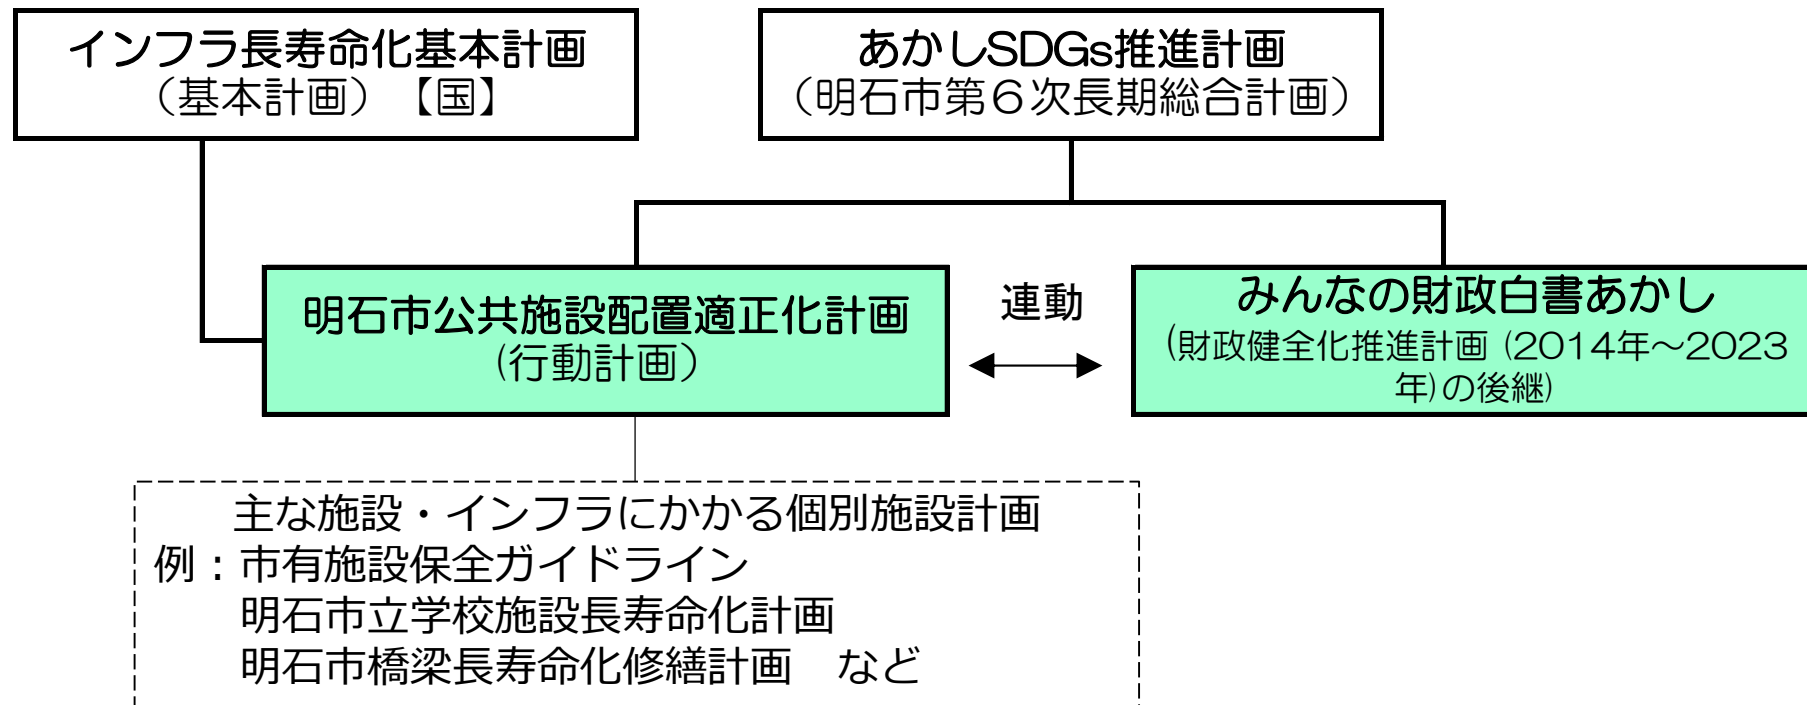 インフラ長寿命化基本計画
（基本計画）【国】
あかしSDGs推進計画
（明石市第６次長期総合計画）
明石市公共施設配置適正化計画
(行動計画）
連動
みんなの財政白書あかし
(財政健全化推進計画 (2014年～2023
年)の後継)
主な施設・インフラにかかる個別施設計画
例：市有施設保全ガイドライン
明石市立学校施設長寿命化計画
明石市橋梁長寿命化修繕計画　など